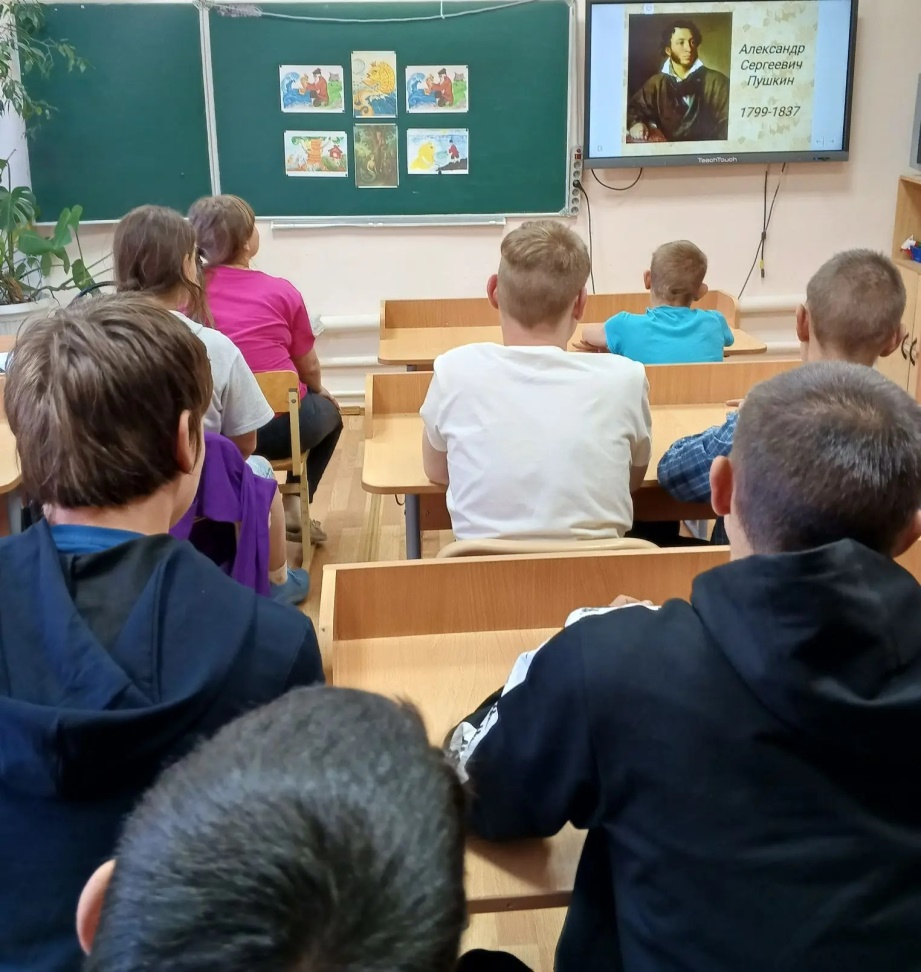 Александр
Сергеевич
Пушкин
1799-1837
TeachTouch